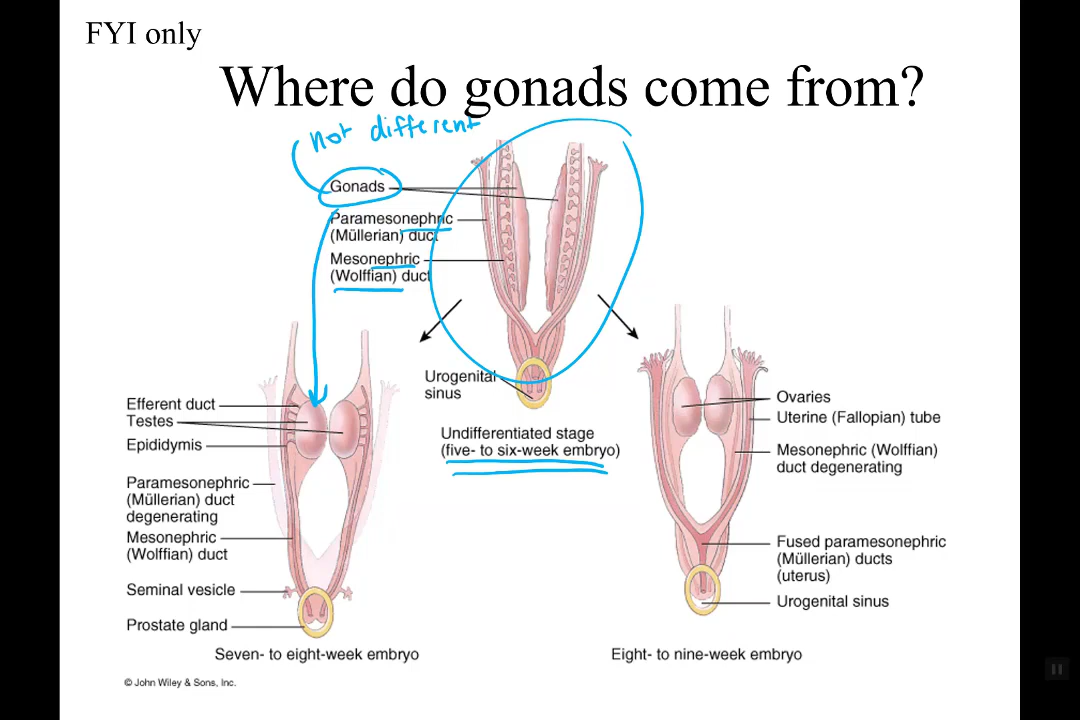 FYI only
Where do gonads come from?
not different
Gonads
Paramesonephric
(Müllerian) duct
Mesonephric
(Wolffian) duct
Urogenital
sinus
Undifferentiated stage
(five- to six-week embryo)
Efferent duct
Testes
Epididymis
Paramesonephric
(Müllerian) duct
degenerating
Mesonephric
(Wolffian) duct
Seminal vesicle
Prostate gland
Seven- to eight-week embryo
Ovaries
Uterine (Fallopian) tube
Mesonephric (Wolffian)
duct degenerating
Fused paramesonephric
(Müllerian) ducts
(uterus)
Urogenital sinus
Eight- to nine-week embryo
© John Wiley & Sons, Inc.